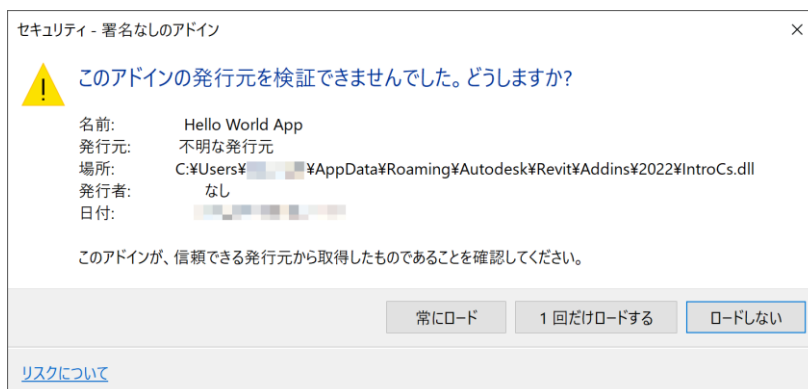 セキュリティ - 署名なしのアドイン
このアドインの発行元を検証できませんでした。どうしますか?
名前: Hello World App
発行元: 不明な発行元
場所: C:¥Users¥ ¥AppData¥Roaming¥Autodesk¥Revit¥Addins¥2022¥IntroCs.dll
発行者: なし
日付:
このアドインが、信頼できる発行元から取得したものであることを確認してください。
常にロード 1 回だけロードする ロードしない
リスクについて